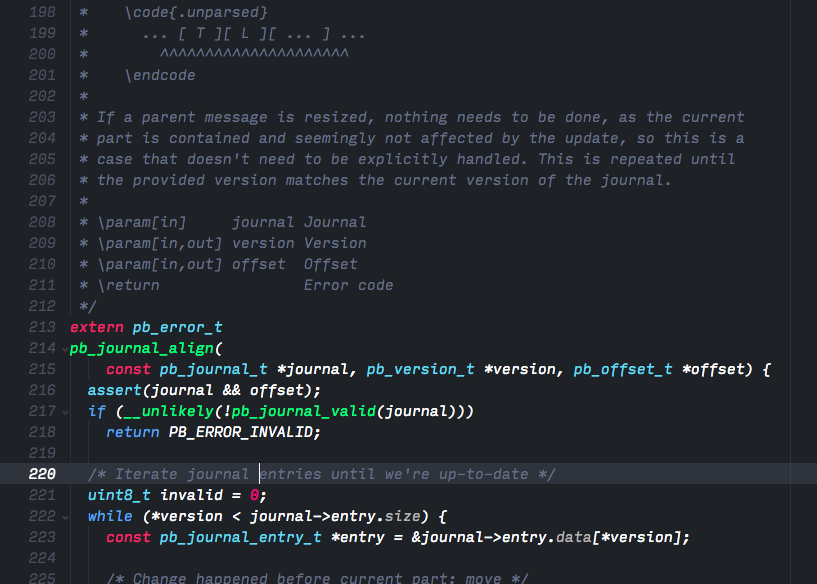 198 *    \code{.unparsed}
199 *      ... [ T ][ L ][ ... ] ...
200 *        ^^^^^^^^^^^^^^^^^^^^^
201 *    \endcode
202 *
203 * If a parent message is resized, nothing needs to be done, as the current
204 * part is contained and seemingly not affected by the update, so this is a
205 * case that doesn't need to be explicitly handled. This is repeated until
206 * the provided version matches the current version of the journal.
207 *
208 * \param[in]     journal Journal
209 * \param[in,out] version Version
210 * \param[in,out] offset  Offset
211 * \return                Error code
212 */
213 extern pb_error_t
214 pb_journal_align(
215     const pb_journal_t *journal, pb_version_t *version, pb_offset_t *offset) {
216   assert(journal && offset);
217   if (__unlikely(!pb_journal_valid(journal)))
218     return PB_ERROR_INVALID;
219
220   /* Iterate journal entries until we're up-to-date */
221   uint8_t invalid = 0;
222   while (*version < journal->entry.size) {
223     const pb_journal_entry_t *entry = &journal->entry.data[*version];
224
225     /* Change happened before current part: move */